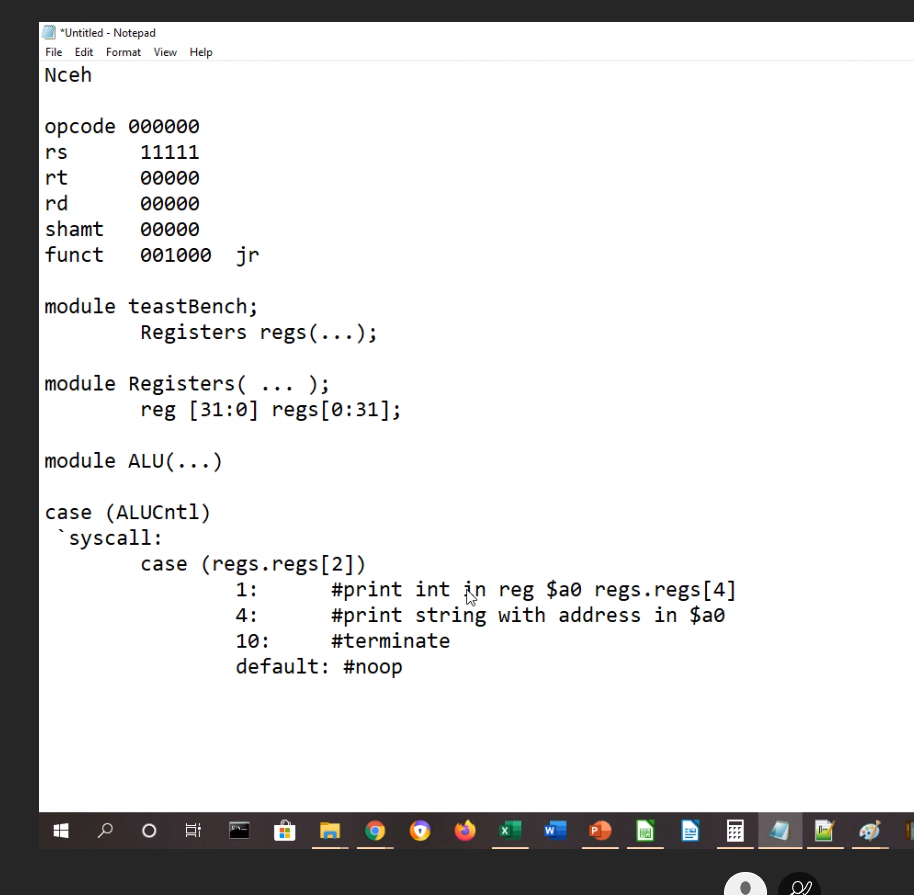 *Untitled - Notepad
File Edit Format View Help
Nceh
opcode 000000
rs 11111
rt 00000
rd 00000
shamt 00000
funct 001000 jr
module teastBench;
Registers regs(...);
module Registers( ... );
reg [31:0] regs[0:31];
module ALU(...)
case (ALUCntl)
`syscall:
case (regs.regs[2])
1: #print int in reg $a0 regs.regs[4]
4: #print string with address in $a0
10: #terminate
default: #noop